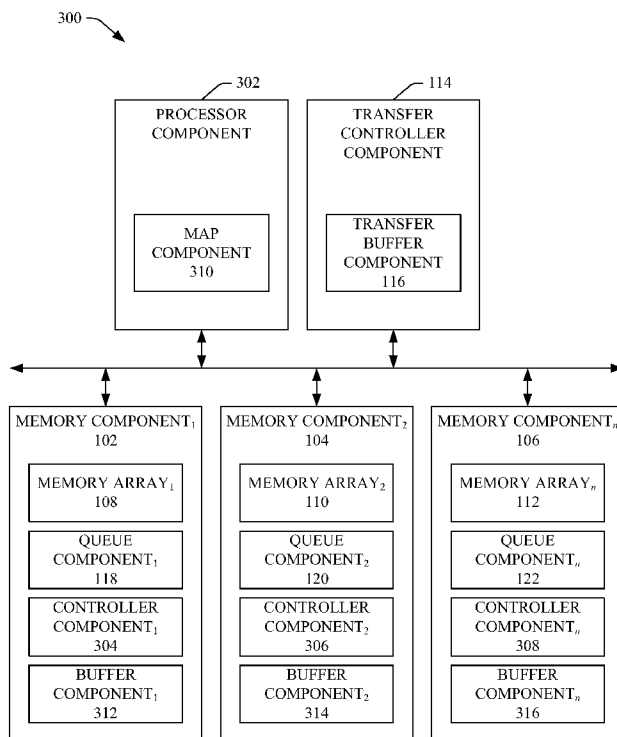 300
302
114
PROCESSOR
COMPONENT
TRANSFER
CONTROLLER
COMPONENT
MAP
COMPONENT
310
TRANSFER
BUFFER
COMPONENT
116
MEMORY COMPONENT₁
102
MEMORY COMPONENT₂
104
MEMORY COMPONENTₙ
106
MEMORY ARRAY₁
108
MEMORY ARRAY₂
110
MEMORY ARRAYₙ
112
QUEUE
COMPONENT₁
118
QUEUE
COMPONENT₂
120
QUEUE
COMPONENTₙ
122
CONTROLLER
COMPONENT₁
304
CONTROLLER
COMPONENT₂
306
CONTROLLER
COMPONENTₙ
308
BUFFER
COMPONENT₁
312
BUFFER
COMPONENT₂
314
BUFFER
COMPONENTₙ
316